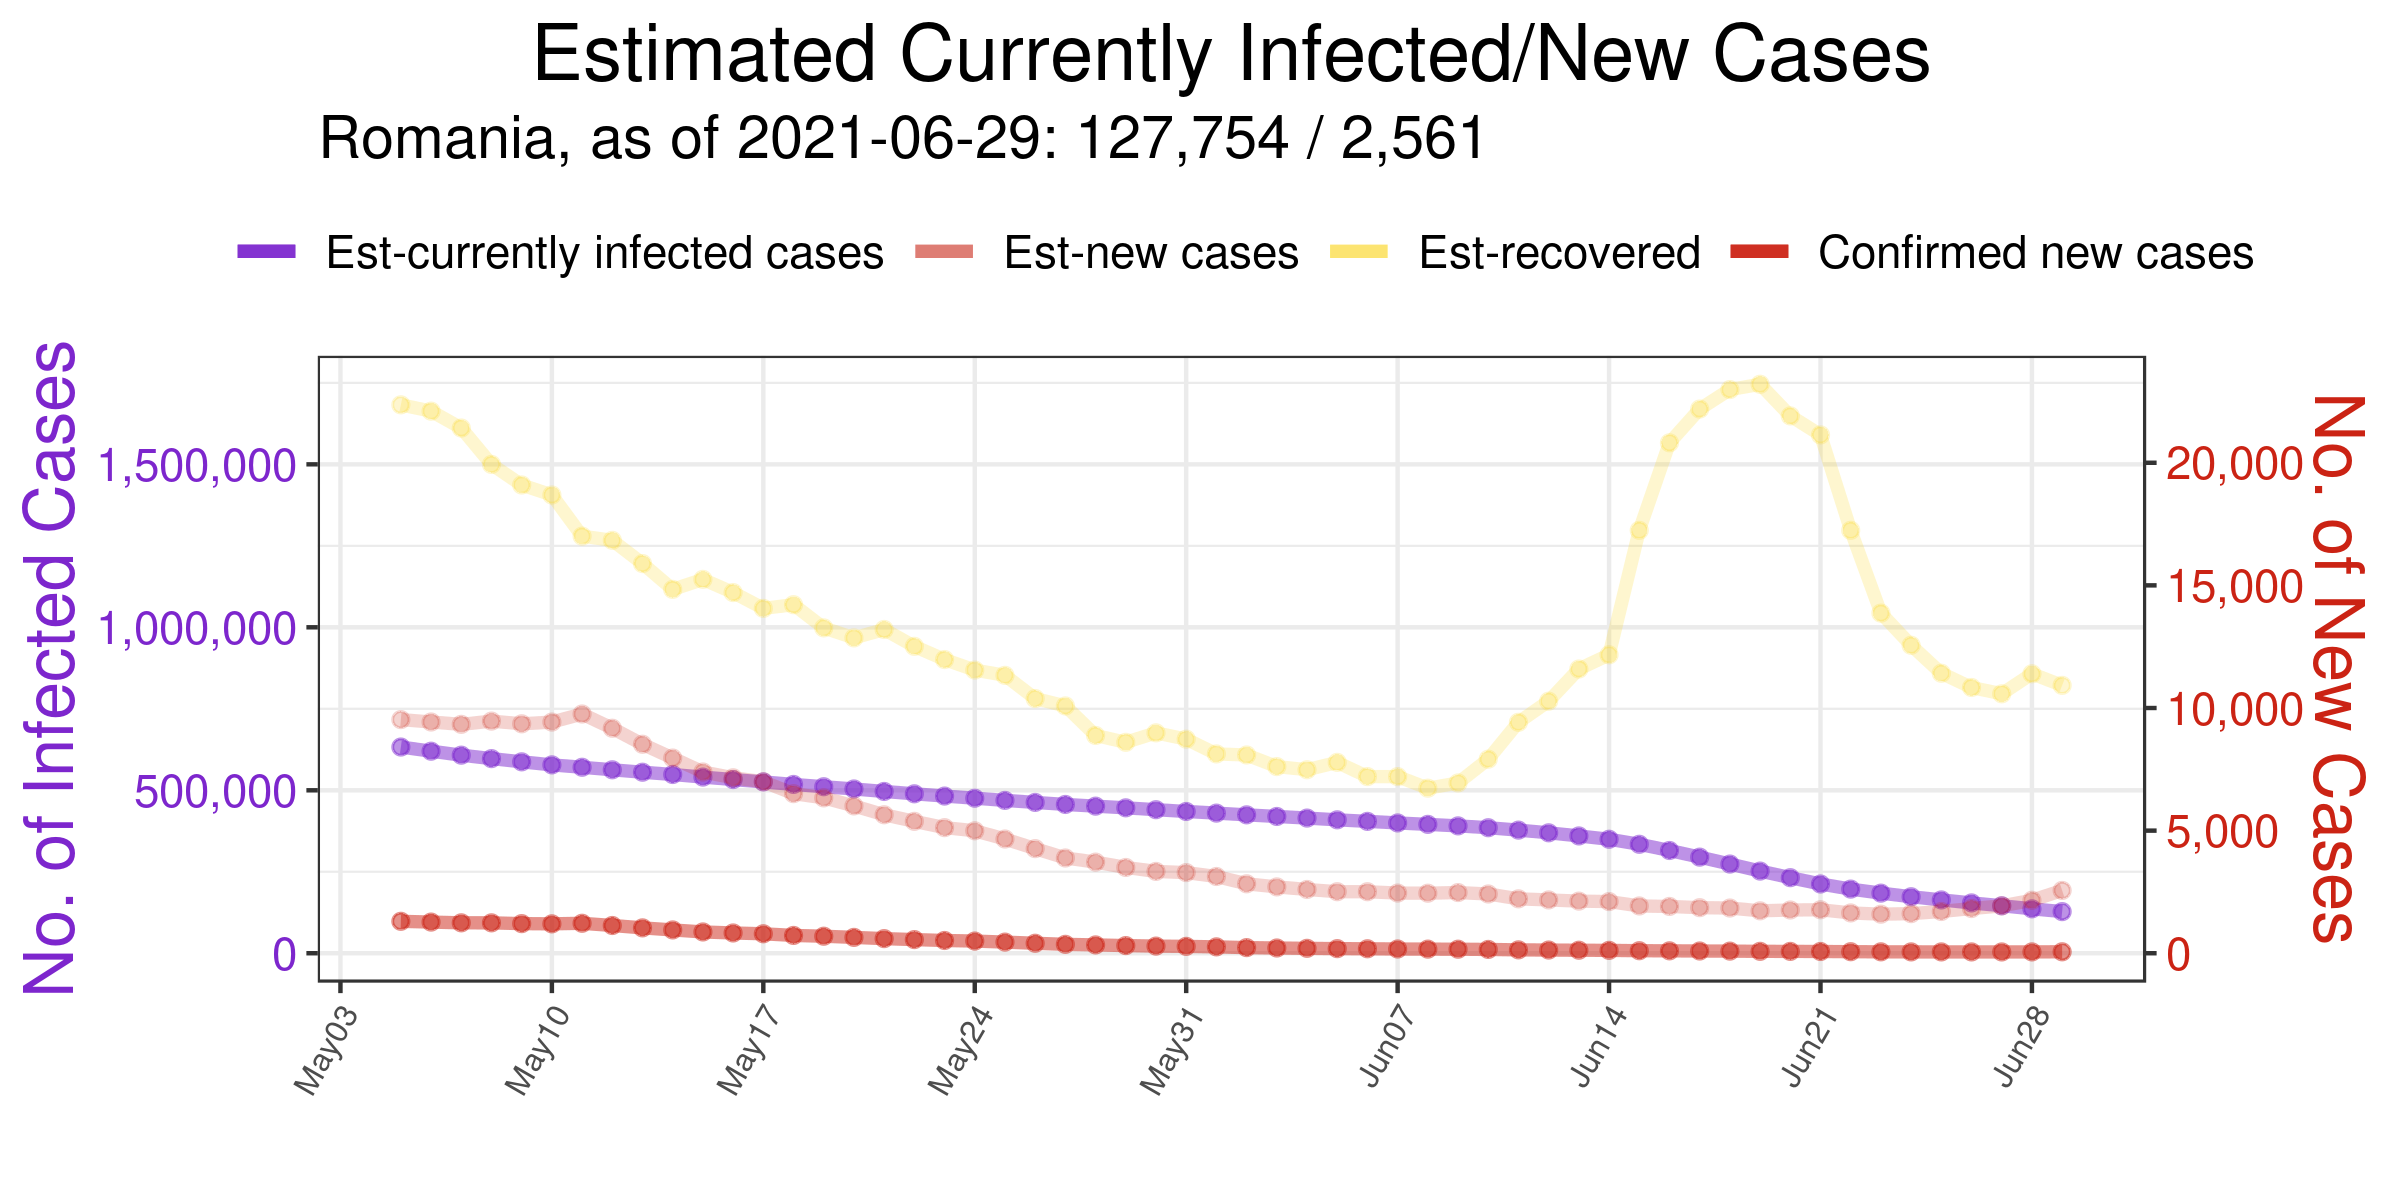 Estimated Currently Infected/New Cases
Romania, as of 2021-06-29: 127,754 / 2,561
Est-currently infected cases Est-new cases Est-recovered Confirmed new cases
No. of Infected Cases
1,500,000
1,000,000
500,000
0
20,000
15,000
10,000
5,000
0
No. of New Cases
May03 May10 May17 May24 May31 Jun07 Jun14 Jun21 Jun28